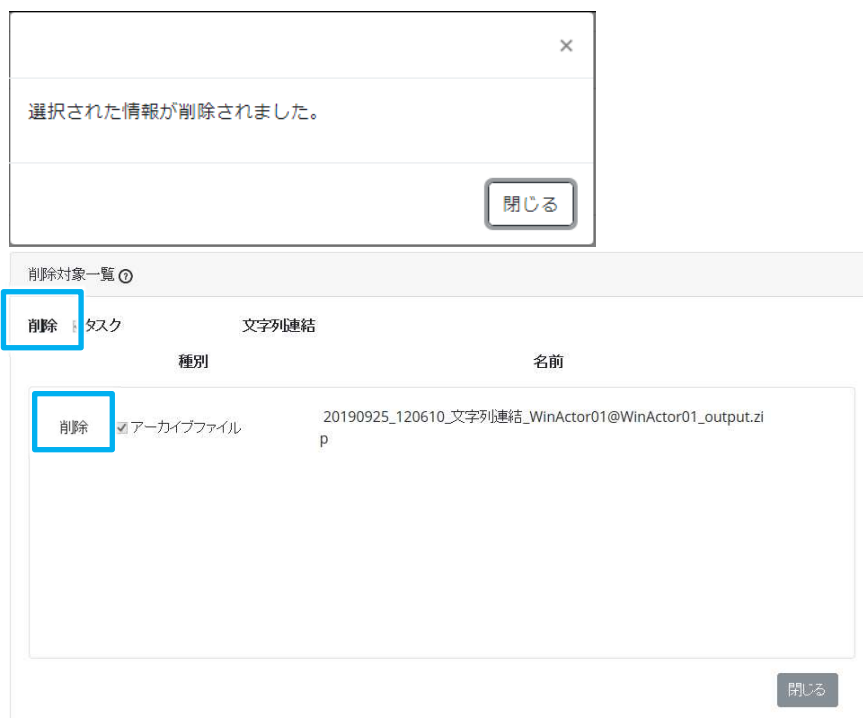 ×
選択された情報が削除されました。
閉じる
削除対象一覧 ?
削除 タスク 文字列連結
種別 名前
削除 アーカイブファイル 20190925_120610_文字列連結_WinActor01@WinActor01_output.zi
p
閉じる